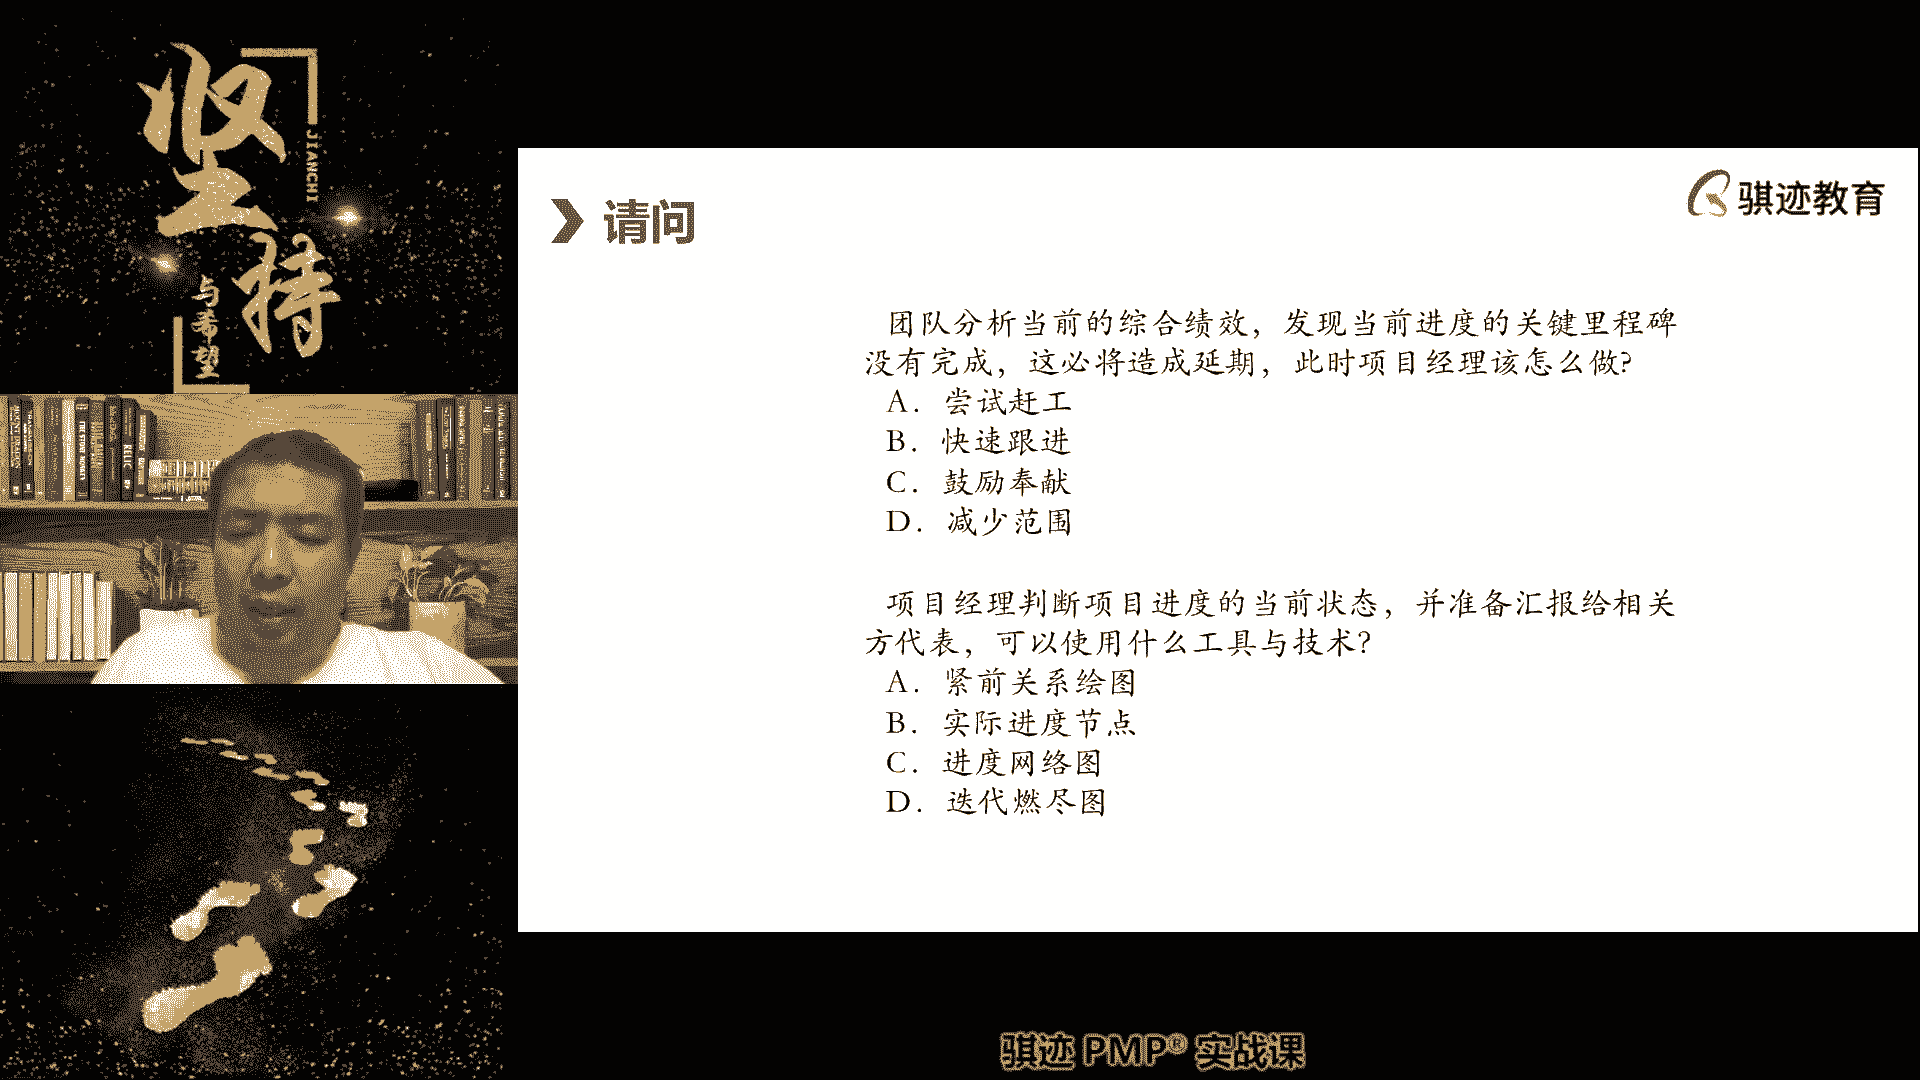 坚持
JIANCHI
与希望
请问
骐迹教育
团队分析当前的综合绩效，发现当前进度的关键里程碑
没有完成，这必将造成延期，此时项目经理该怎么做?
A. 尝试赶工
B. 快速跟进
C. 鼓励奉献
D. 减少范围
项目经理判断项目进度的当前状态，并准备汇报给相关
方代表，可以使用什么工具与技术?
A. 紧前关系绘图
B. 实际进度节点
C. 进度网络图
D. 迭代燃尽图
骐迹 PMP® 实战课